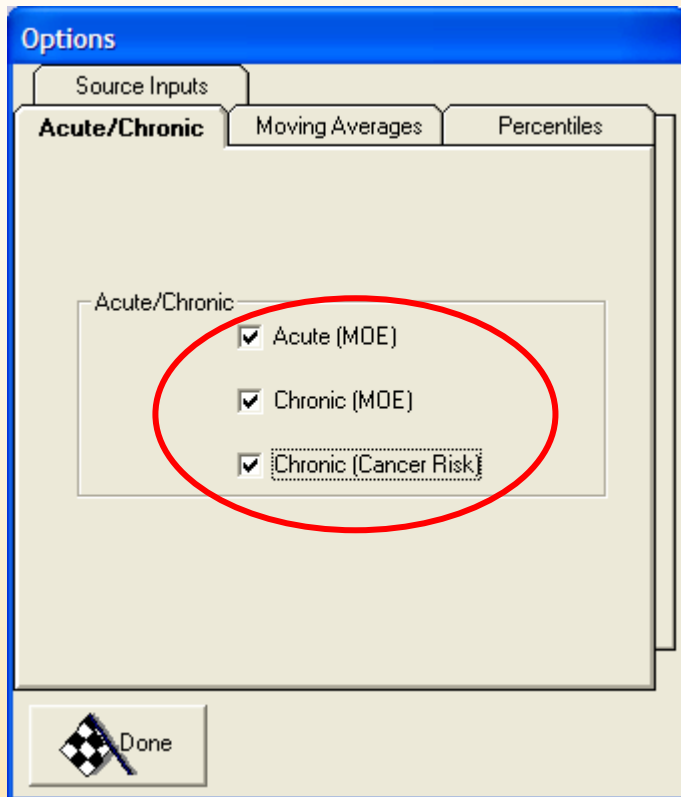 Options
Source Inputs
Acute/Chronic Moving Averages Percentiles
Acute/Chronic
Acute (MOE)
Chronic (MOE)
Chronic (Cancer Risk)
Done